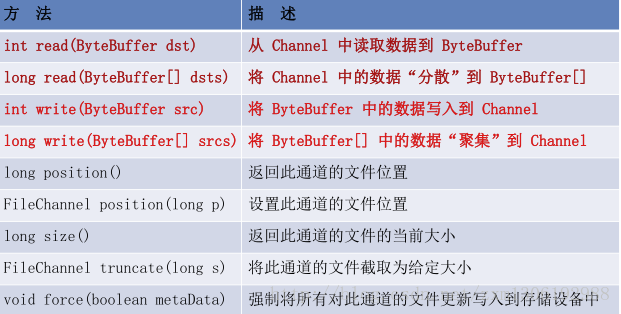 方 法 描 述
int read(ByteBuffer dst) 从 Channel 中读取数据到 ByteBuffer
long read(ByteBuffer[] dsts) 将 Channel 中的数据“分散”到 ByteBuffer[]
int write(ByteBuffer src) 将 ByteBuffer 中的数据写入到 Channel
long write(ByteBuffer[] srcs) 将 ByteBuffer[] 中的数据“聚集”到 Channel
long position() 返回此通道的文件位置
FileChannel position(long p) 设置此通道的文件位置
long size() 返回此通道的文件的当前大小
FileChannel truncate(long s) 将此通道的文件截取为给定大小
void force(boolean metaData) 强制将所有对此通道的文件更新写入到存储设备中